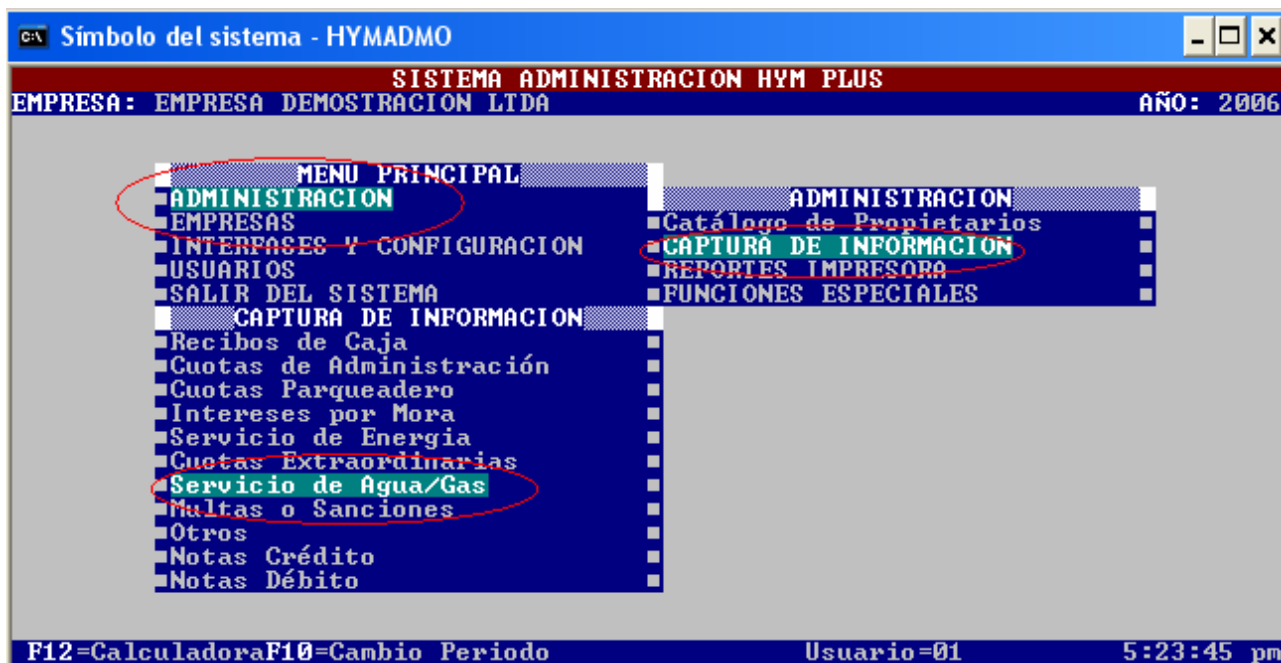 Símbolo del sistema - HYMADMO
SISTEMA ADMINISTRACION HYM PLUS
EMPRESA: EMPRESA DEMOSTRACION LTDA AÑO: 2006
MENU PRINCIPAL
ADMINISTRACION
EMPRESAS
INTERFASES Y CONFIGURACION
USUARIOS
SALIR DEL SISTEMA
ADMINISTRACION
Catálogo de Propietarios
CAPTURA DE INFORMACION
REPORTES IMPRESORA
FUNCIONES ESPECIALES
CAPTURA DE INFORMACION
Recibos de Caja
Cuotas de Administración
Cuotas Parqueadero
Intereses por Mora
Servicio de Energia
Cuotas Extraordinarias
Servicio de Agua/Gas
Multas o Sanciones
Otros
Notas Crédito
Notas Débito
F12=CalculadoraF10=Cambio Periodo Usuario=01 5:23:45 pm